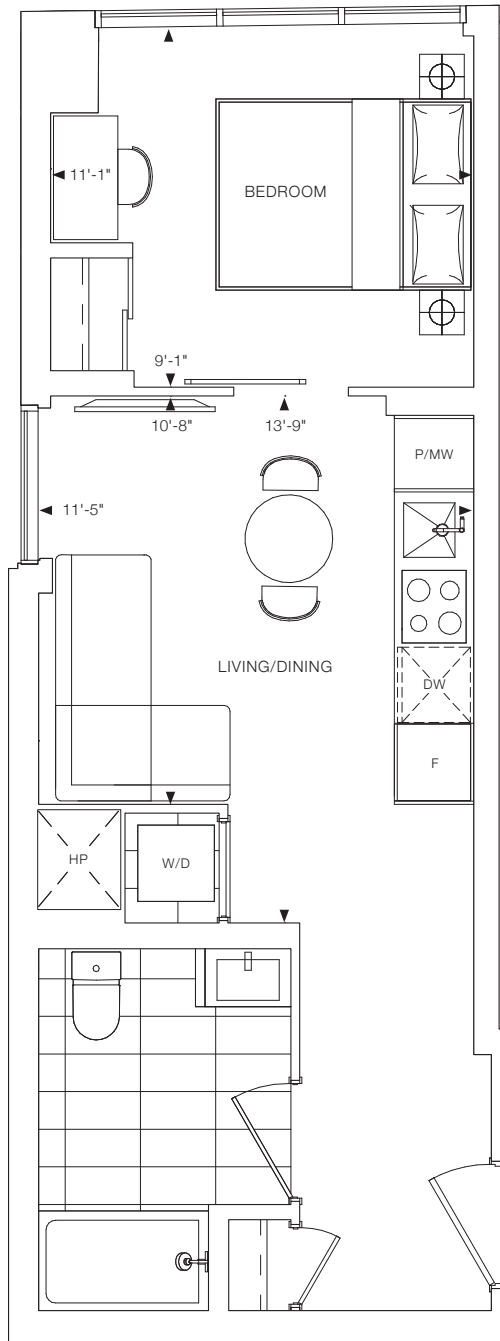 11'-1"
BEDROOM
9'-1"
10'-8"
13'-9"
P/MW
11'-5"
LIVING/DINING
DW
F
HP
W/D